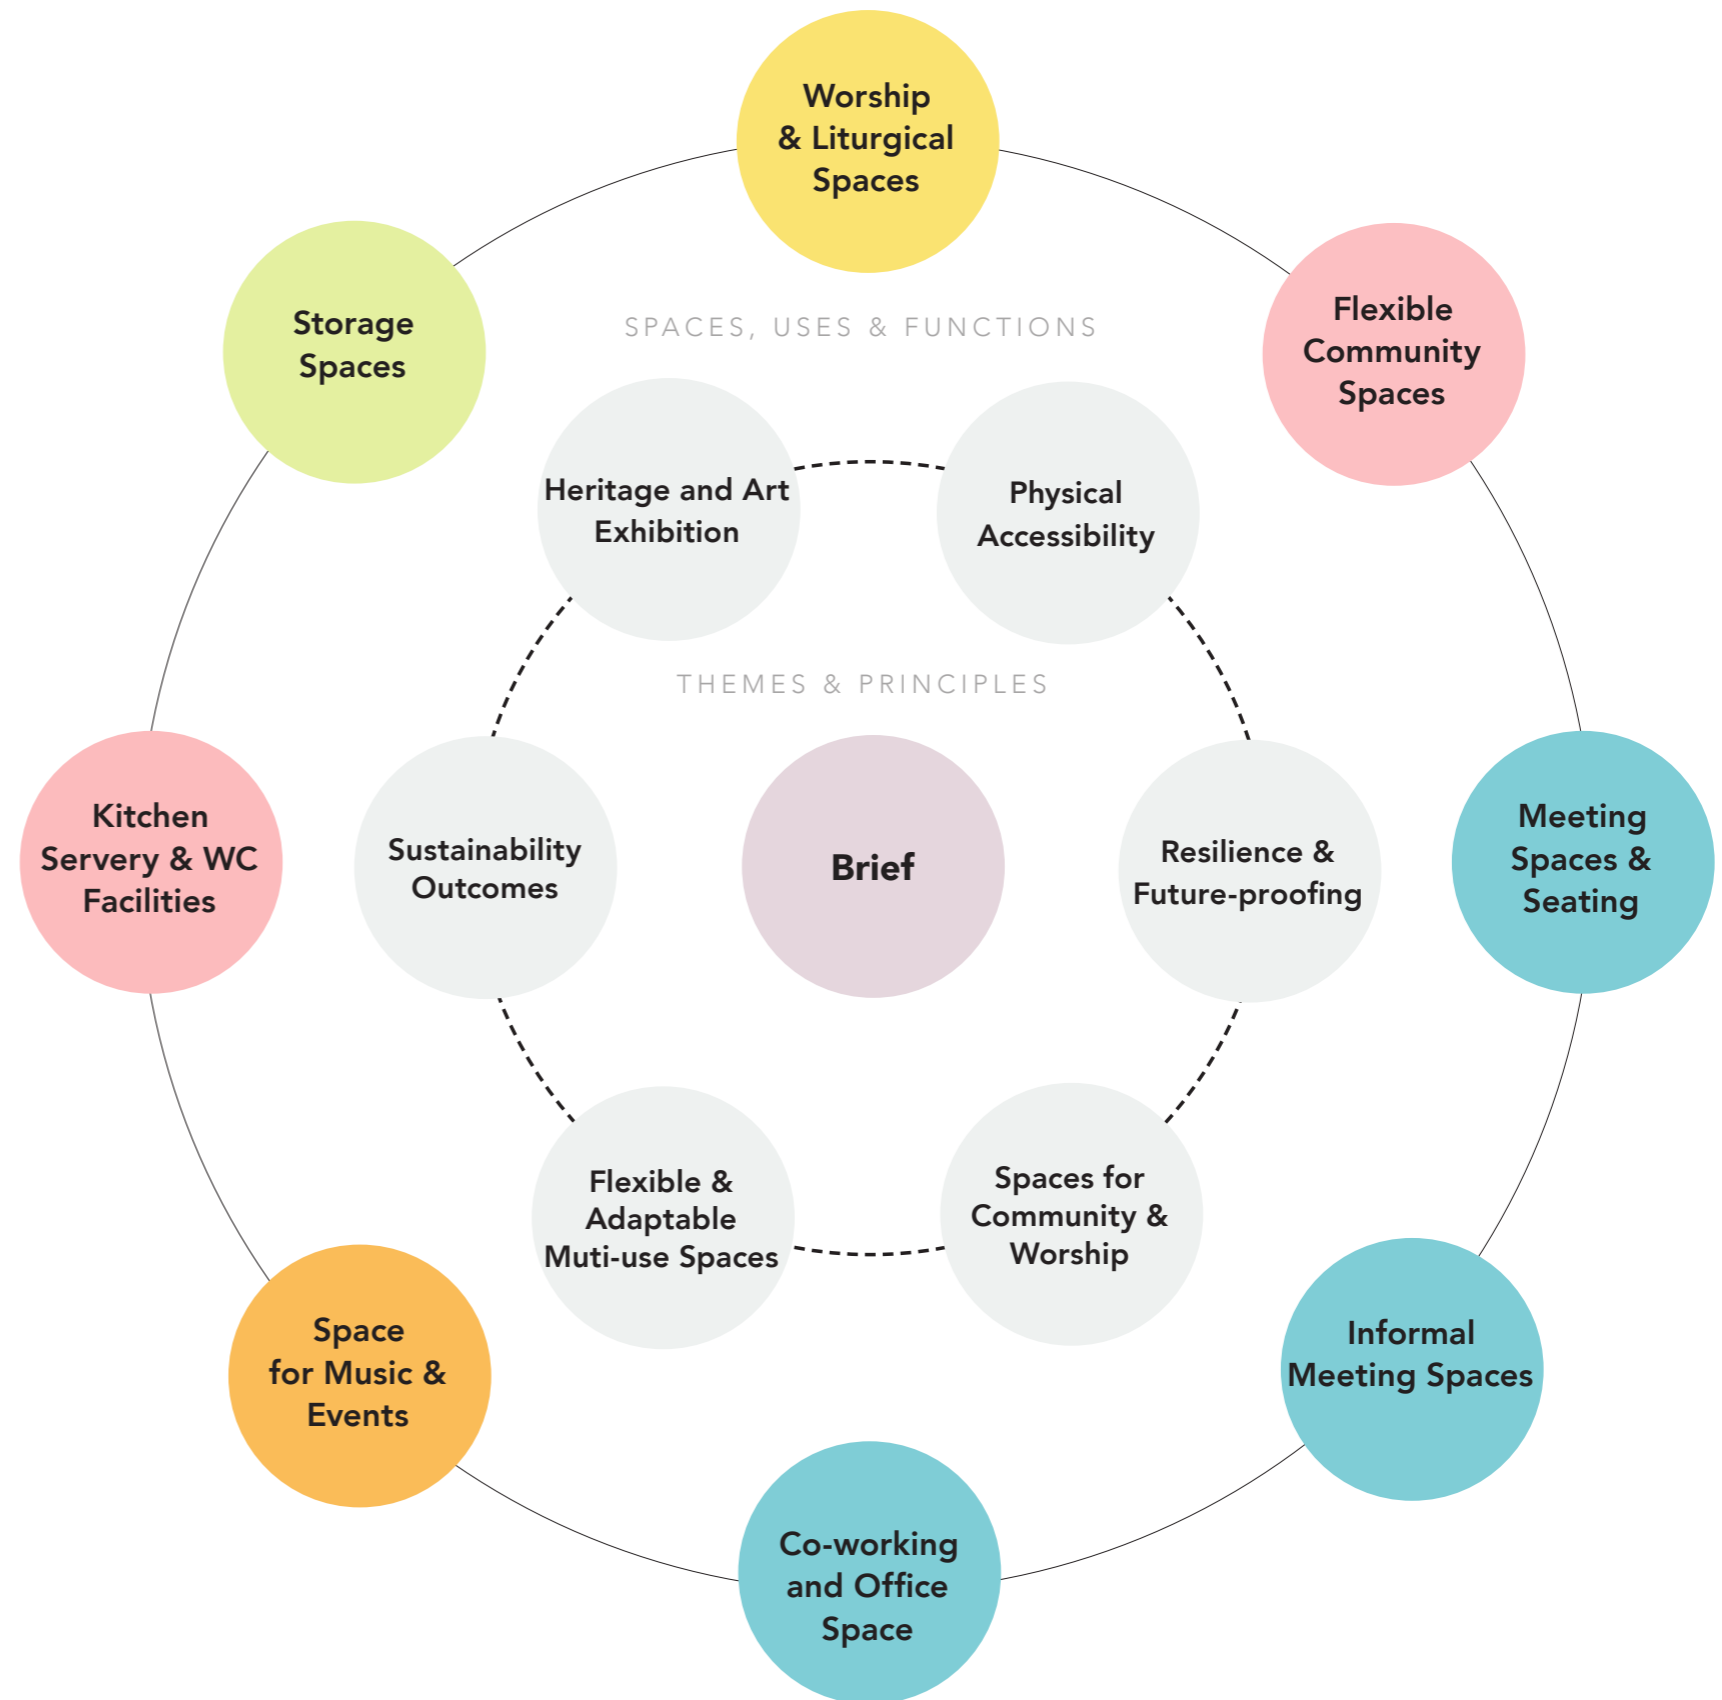 Worship
& Liturgical
Spaces
Storage
Spaces
SPACES, USES & FUNCTIONS
Flexible
Community
Spaces
Heritage and Art
Exhibition
Physical
Accessibility
THEMES & PRINCIPLES
Kitchen
Servery & WC
Facilities
Sustainability
Outcomes
Brief
Resilience &
Future-proofing
Meeting
Spaces &
Seating
Flexible &
Adaptable
Muti-use Spaces
Spaces for
Community &
Worship
Space
for Music &
Events
Informal
Meeting Spaces
Co-working
and Office
Space